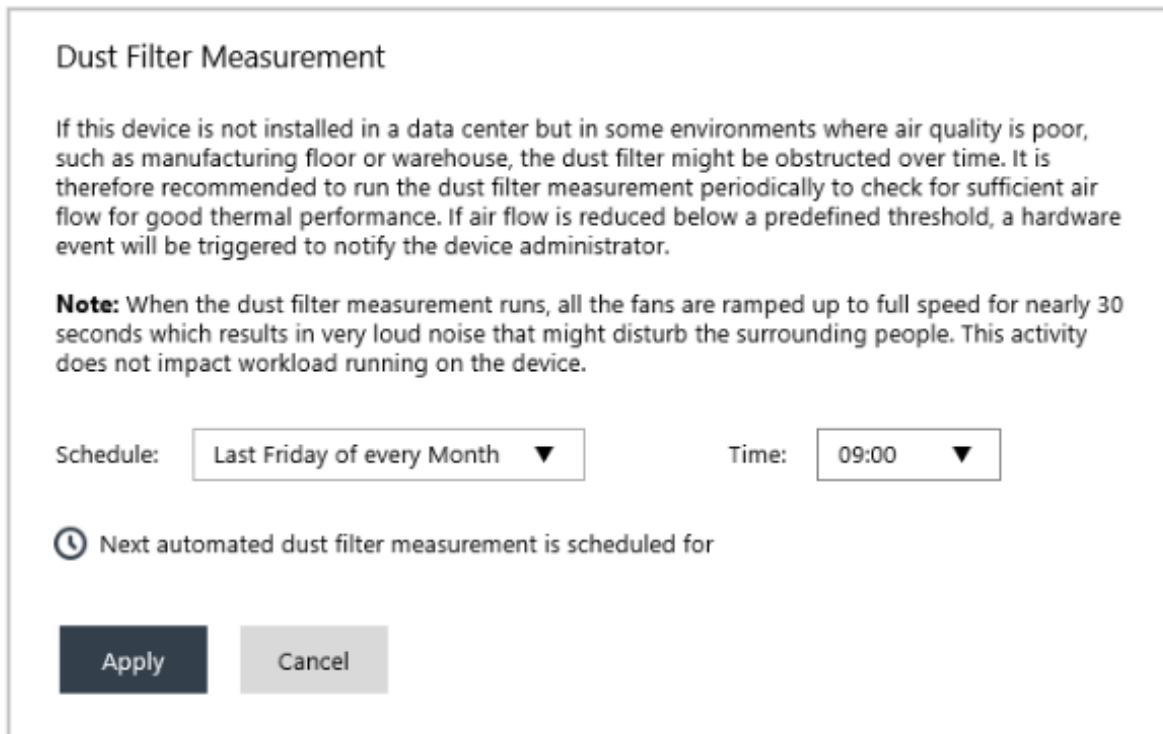 Dust Filter Measurement
If this device is not installed in a data center but in some environments where air quality is poor,
such as manufacturing floor or warehouse, the dust filter might be obstructed over time. It is
therefore recommended to run the dust filter measurement periodically to check for sufficient air
flow for good thermal performance. If air flow is reduced below a predefined threshold, a hardware
event will be triggered to notify the device administrator.
Note: When the dust filter measurement runs, all the fans are ramped up to full speed for nearly 30
seconds which results in very loud noise that might disturb the surrounding people. This activity
does not impact workload running on the device.
Schedule: Last Friday of every Month Time: 09:00
Next automated dust filter measurement is scheduled for
Apply Cancel